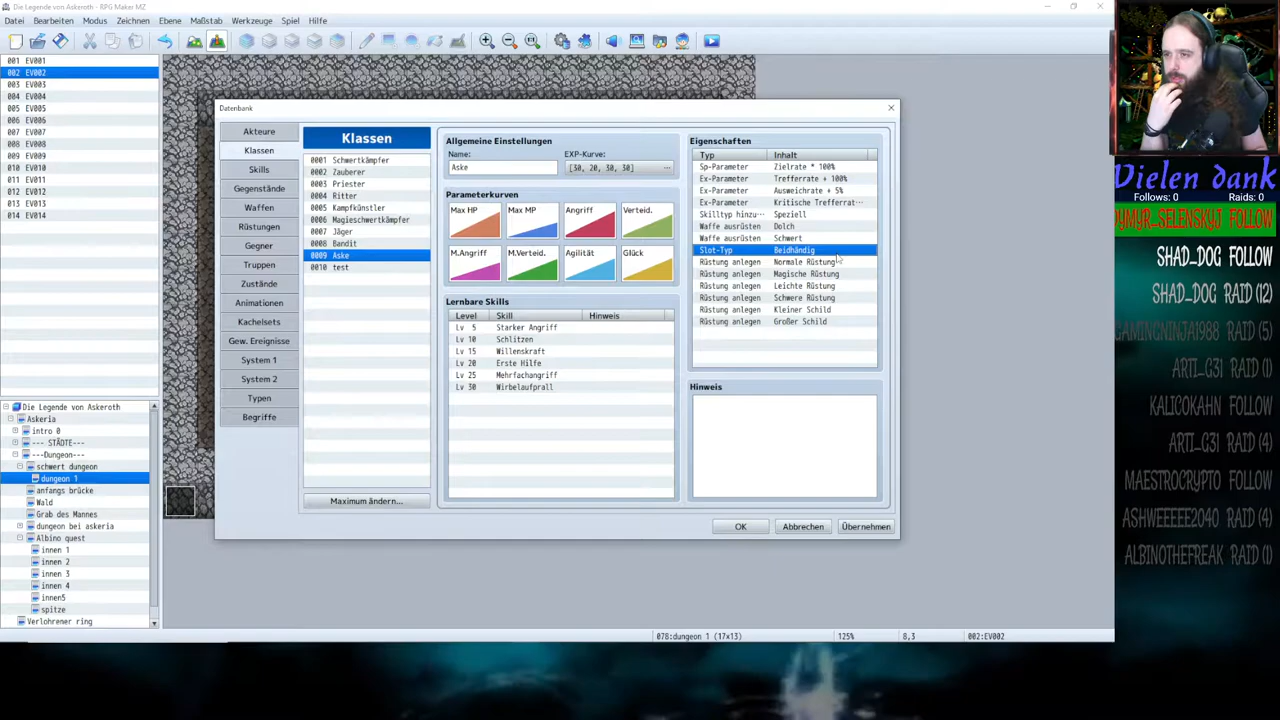 Die Legende von Askeroth - RPG Maker MZ
Datei Bearbeiten Modus Zeichnen Ebene Maßstab Werkzeuge Spiel Hilfe
001 EV001
002 EV002
003 EV003
004 EV004
005 EV005
006 EV006
007 EV007
008 EV008
009 EV009
010 EV010
011 EV011
012 EV012
013 EV013
014 EV014
Die Legende von Askeroth
Askeria
intro 0
--- STÄDTE---
---Dungeon---
schwert dungeon
dungeon 1
anfangs brücke
Wald
Grab des Mannes
dungeon bei askeria
Albino quest
innen 1
innen 2
innen 3
innen 4
innen5
spitze
Verlohrener ring
Datenbank
Akteure
Klassen
Skills
Gegenstände
Waffen
Rüstungen
Gegner
Truppen
Zustände
Animationen
Kachelsets
Gew. Ereignisse
System 1
System 2
Typen
Begriffe
Klassen
0001 Schwertkämpfer
0002 Zauberer
0003 Priester
0004 Ritter
0005 Kampfkünstler
0006 Magieschwertkämpfer
0007 Jäger
0008 Bandit
0009 Aske
0010 test
Maximum ändern...
Allgemeine Einstellungen
Name: EXP-Kurve:
Aske [30, 20, 30, 30] ...
Parameterkurven
Max HP Max MP Angriff Verteid.
M.Angriff M.Verteid. Agilität Glück
Lernbare Skills
Level Skill Hinweis
Lv 5 Starker Angriff
Lv 10 Schlitzen
Lv 15 Willenskraft
Lv 20 Erste Hilfe
Lv 25 Mehrfachangriff
Lv 30 Wirbelaufprall
Eigenschaften
Typ Inhalt
Sp-Parameter Zielrate * 100%
Ex-Parameter Trefferrate + 100%
Ex-Parameter Ausweichrate + 5%
Ex-Parameter Kritische Trefferrat...
Skilltyp hinzu... Speziell
Waffe ausrüsten Dolch
Waffe ausrüsten Schwert
Slot-Typ Beidhändig
Rüstung anlegen Normale Rüstung
Rüstung anlegen Magische Rüstung
Rüstung anlegen Leichte Rüstung
Rüstung anlegen Schwere Rüstung
Rüstung anlegen Kleiner Schild
Rüstung anlegen Großer Schild
Hinweis
OK Abbrechen Übernehmen
078:dungeon 1 (17x13) 125% 8,3 002:EV002
Vielen dank
Follows: 0 Raids: 0
DYMYR_SELENSKYJ FOLLOW
SHAD_DOG FOLLOW
SHAD_DOG RAID (12)
GAMINGNINJA1988 RAID (5)
ARTI_G31 RAID (1)
KALICOKAHN FOLLOW
ARTI_G31 RAID (4)
MAESTROCRYPTO FOLLOW
ASHWEEEEE2040 RAID (4)
ALBINOTHEFREAK RAID (1)